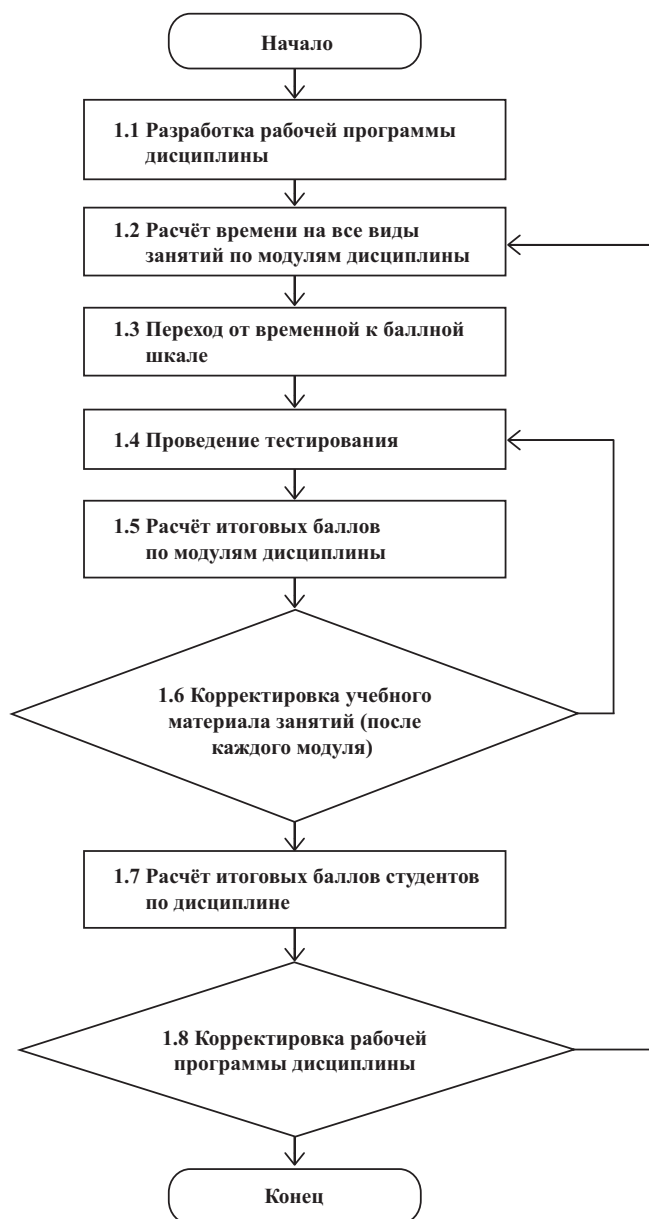 Начало
1.1 Разработка рабочей программы
дисциплины
1.2 Расчёт времени на все виды
занятий по модулям дисциплины
1.3 Переход от временной к баллной
шкале
1.4 Проведение тестирования
1.5 Расчёт итоговых баллов
по модулям дисциплины
1.6 Корректировка учебного
материала занятий (после
каждого модуля)
1.7 Расчёт итоговых баллов студентов
по дисциплине
1.8 Корректировка рабочей
программы дисциплины
Конец